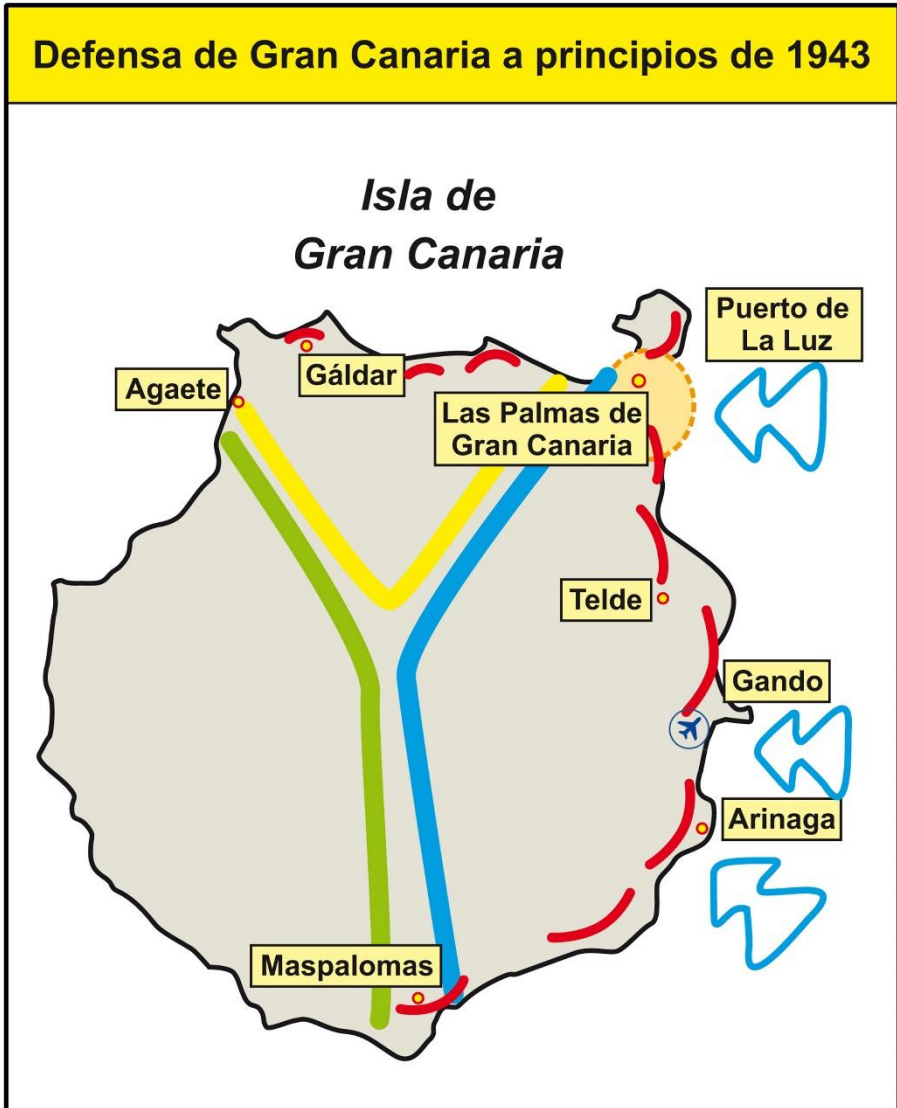 Defensa de Gran Canaria a principios de 1943
Isla de
Gran Canaria
Puerto de
La Luz
Agaete
Gáldar
Las Palmas de
Gran Canaria
Telde
Gando
Arinaga
Maspalomas